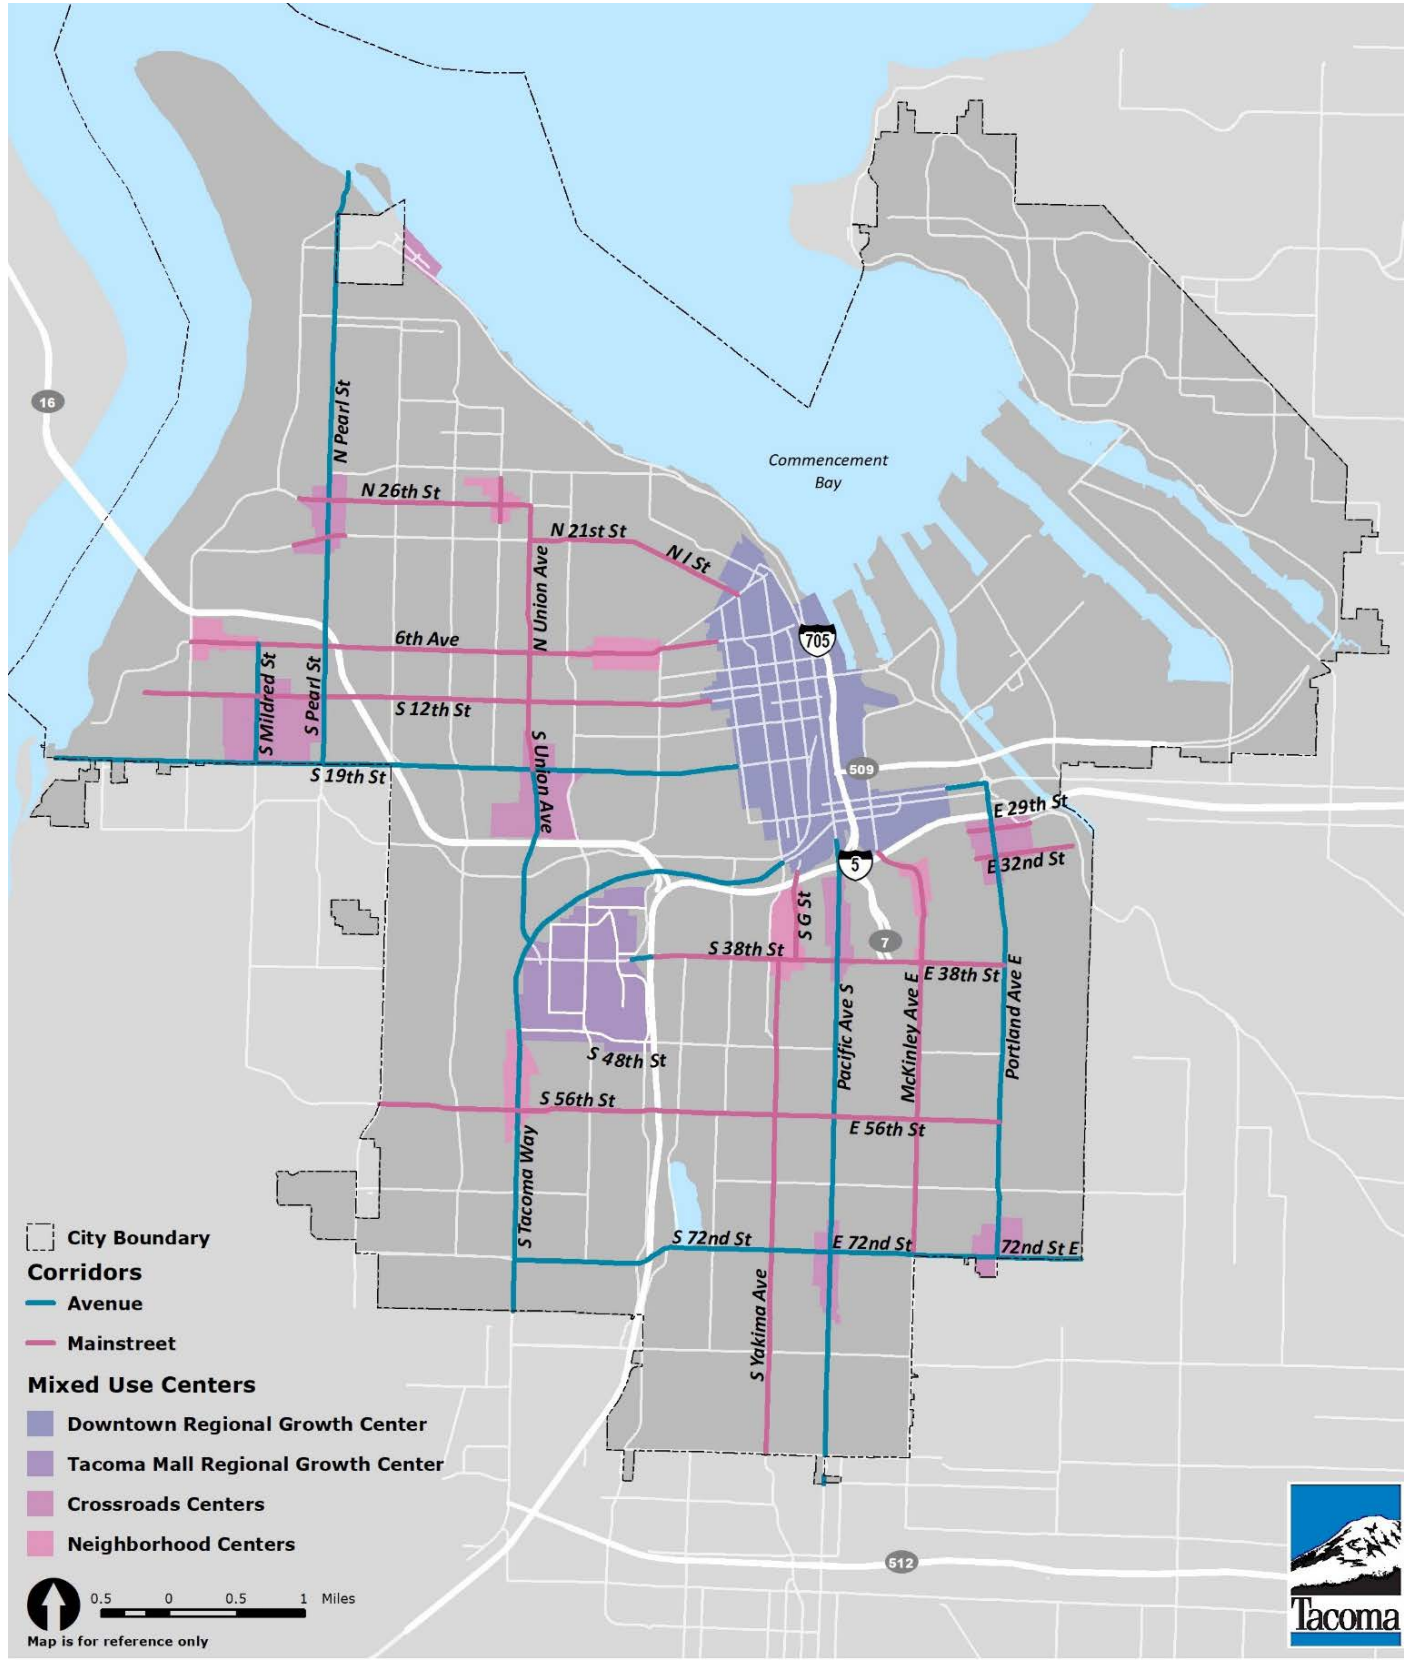 16
N Pearl St
Commencement
Bay
N 26th St
N 21st St
N I St
N Union Ave
705
6th Ave
S Mildred St
S Pearl St
S 12th St
S Union Ave
S 19th St
509
E 29th St
E 32nd St
5
S G St
7
S 38th St
E 38th St
Pacific Ave S
McKinley Ave E
Portland Ave E
S 48th St
S 56th St
E 56th St
S Tacoma Way
S 72nd St
E 72nd St
72nd St E
S Yakima Ave
512
City Boundary
Corridors
Avenue
Mainstreet
Mixed Use Centers
Downtown Regional Growth Center
Tacoma Mall Regional Growth Center
Crossroads Centers
Neighborhood Centers
0.5 0 0.5 1 Miles
Map is for reference only
Tacoma